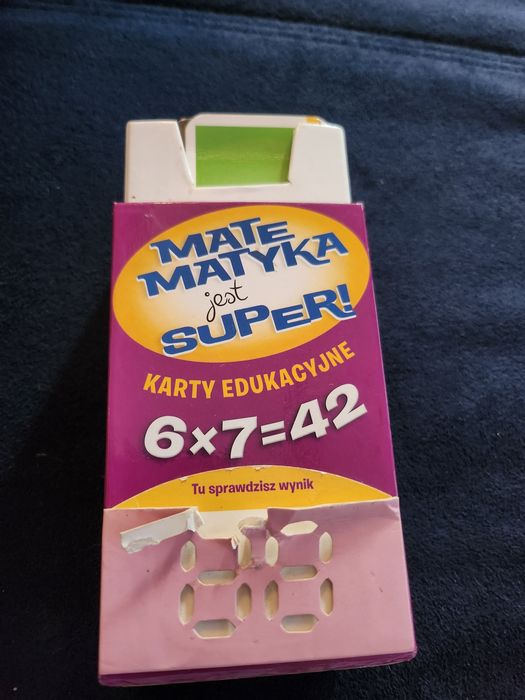 MATE
MATYKA
jest
SUPER!
KARTY EDUKACYJNE
6×7=42
Tu sprawdzisz wynik